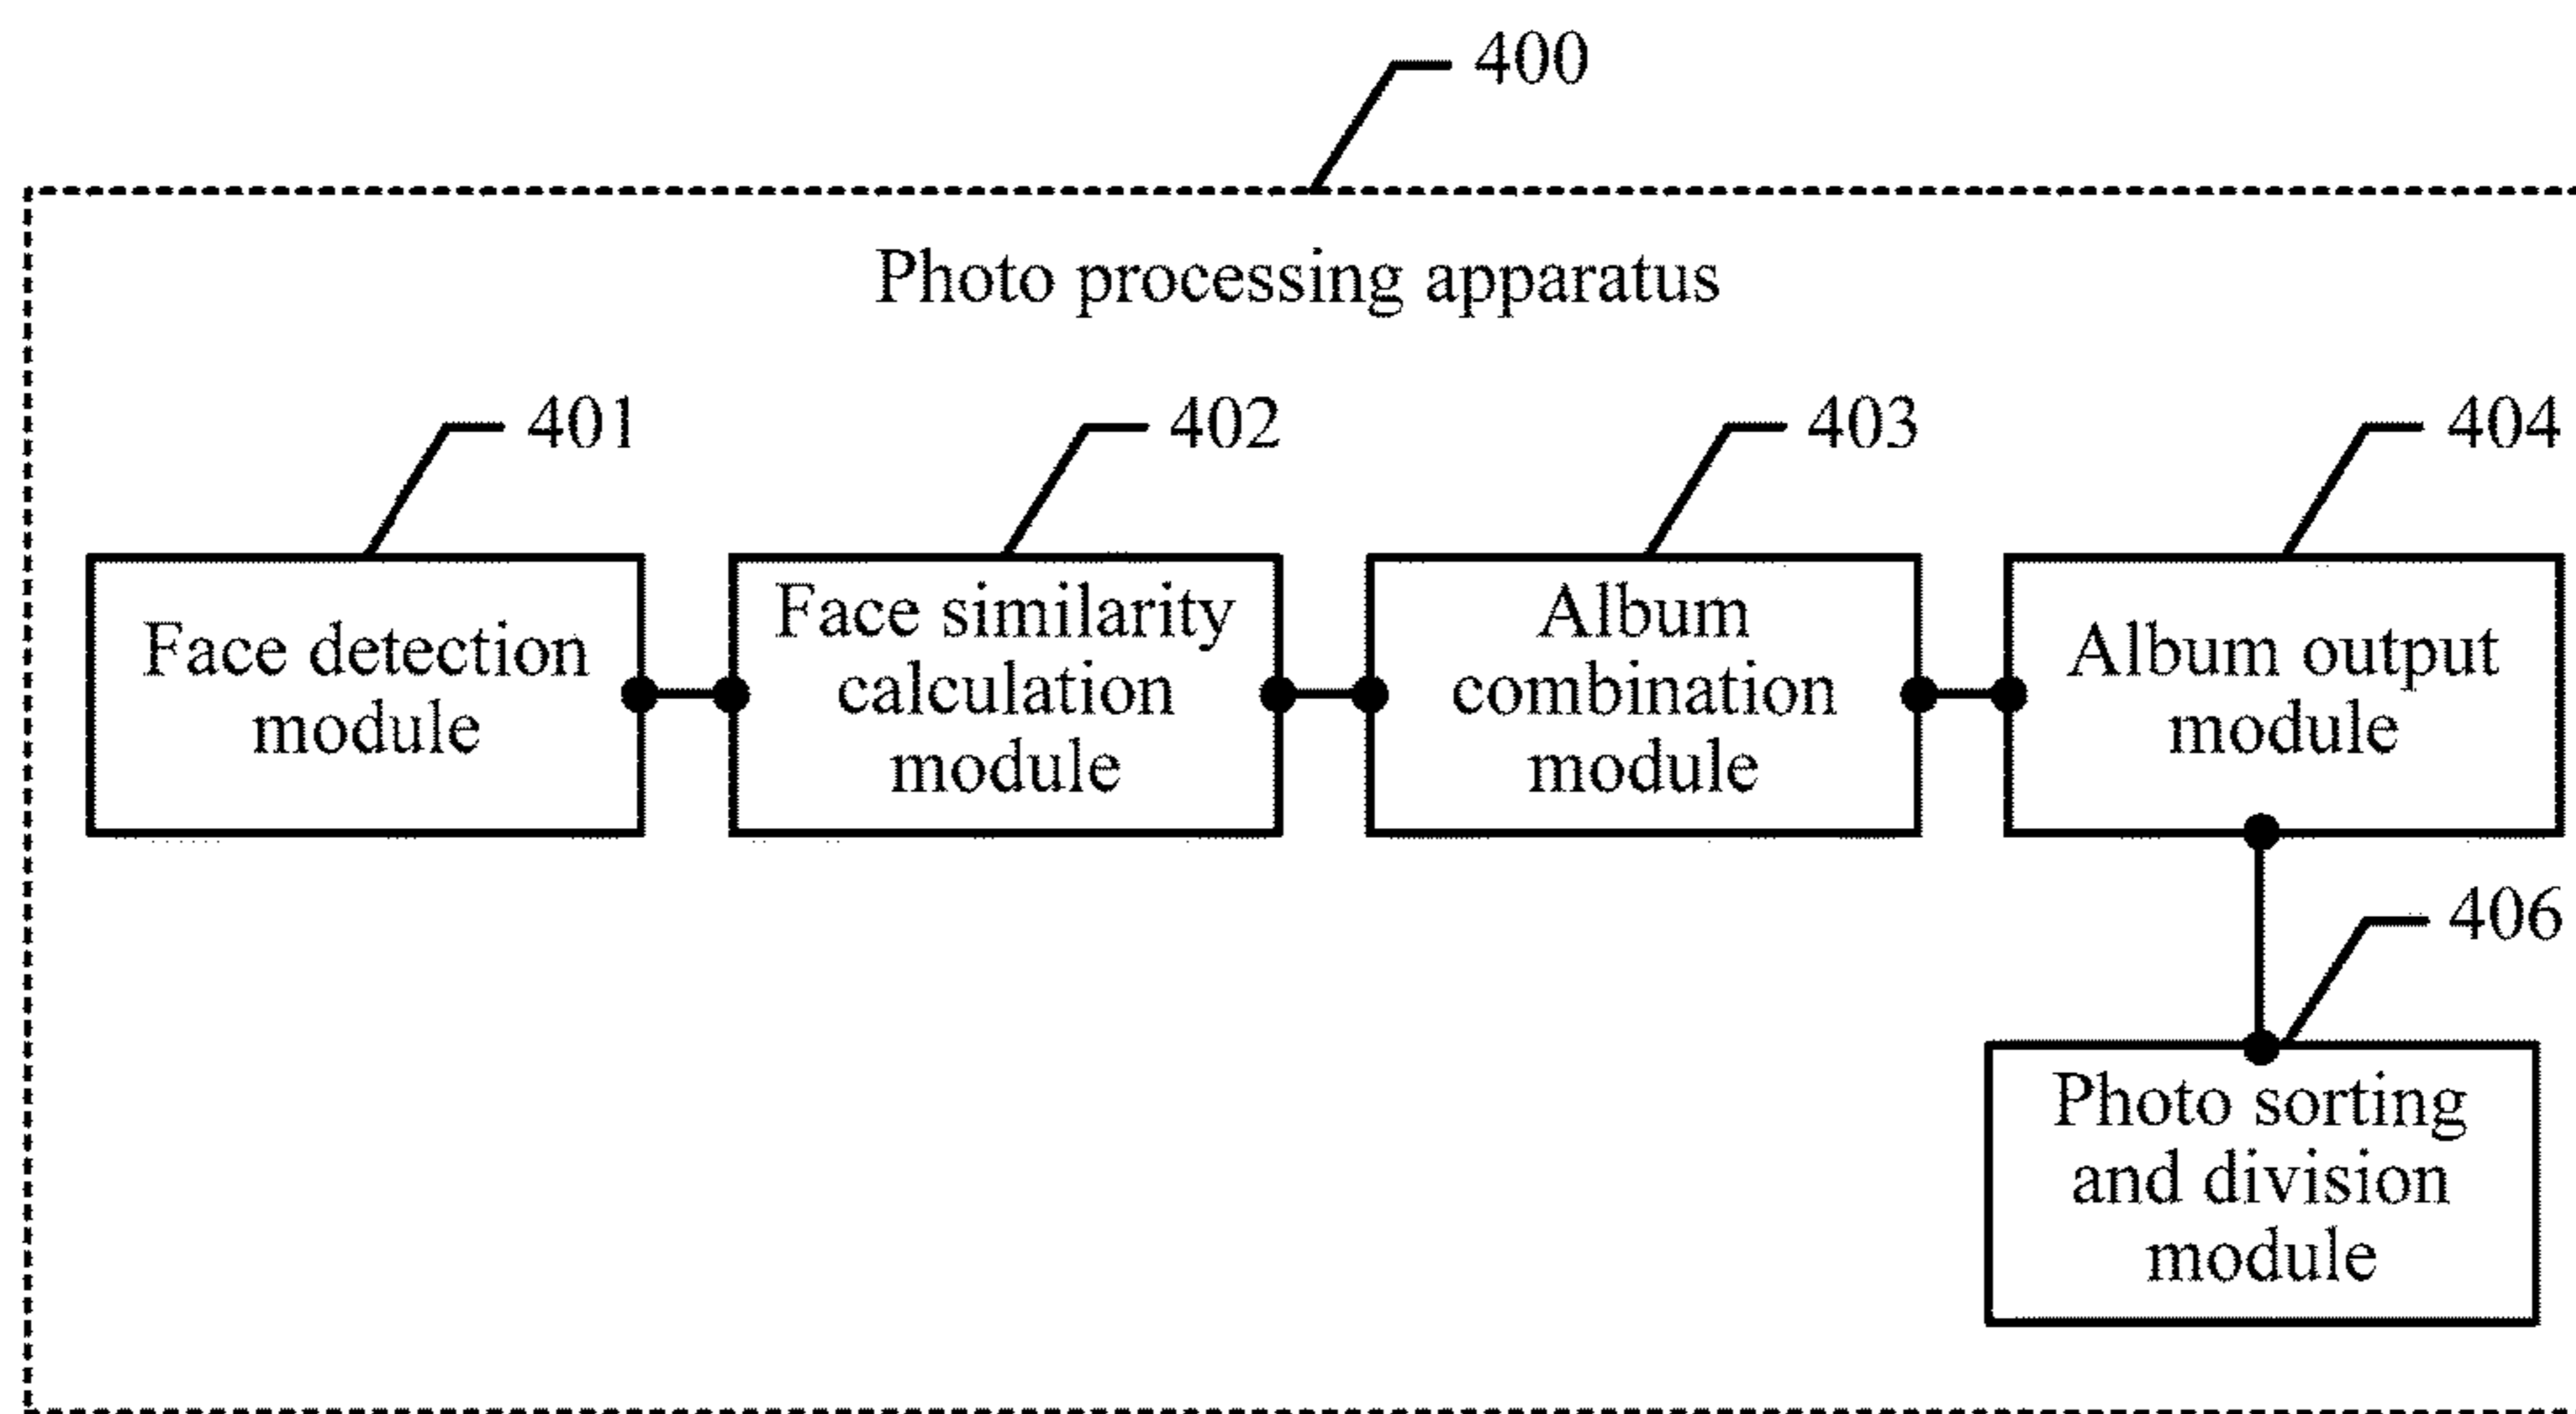 400
Photo processing apparatus
401
402
403
404
Face detection
module
Face similarity
calculation
module
Album
combination
module
Album output
module
406
Photo sorting
and division
module